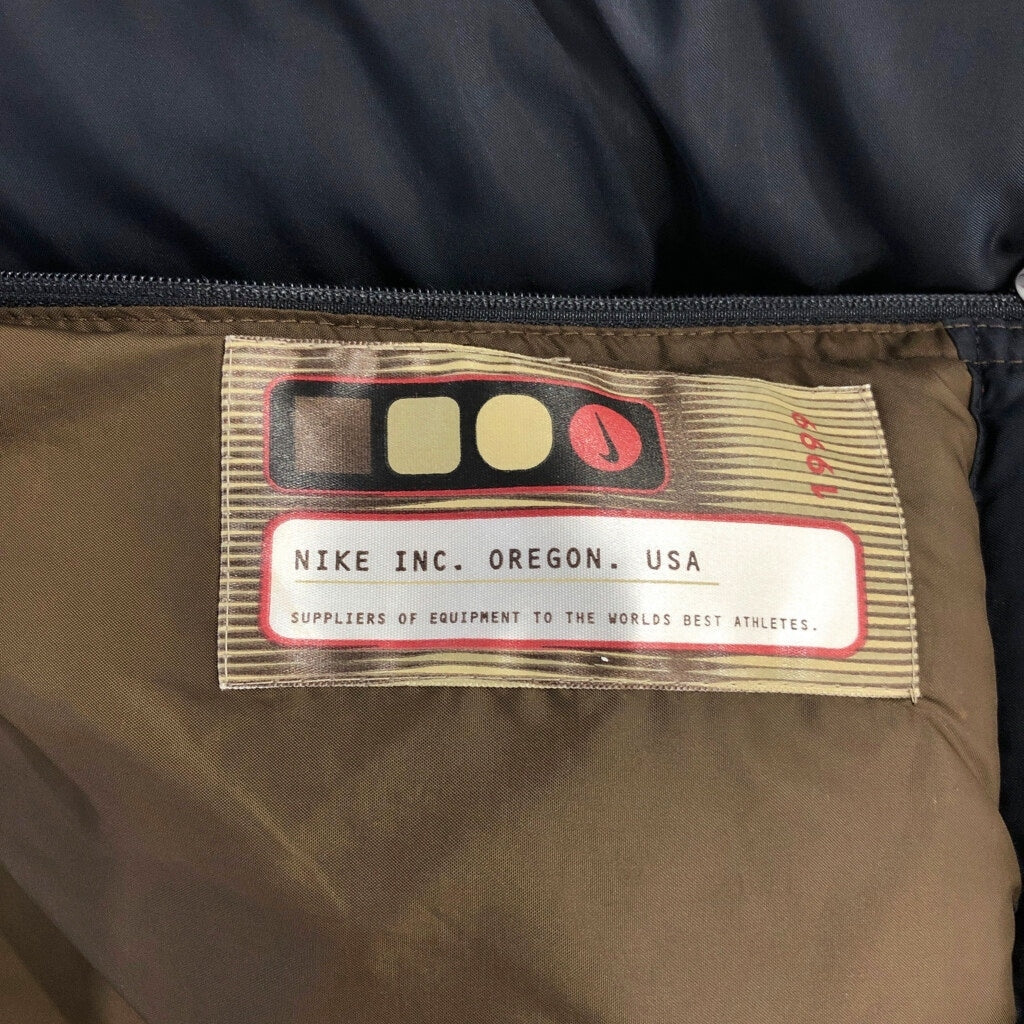 1999
NIKE INC. OREGON. USA
SUPPLIERS OF EQUIPMENT TO THE WORLDS BEST ATHLETES.